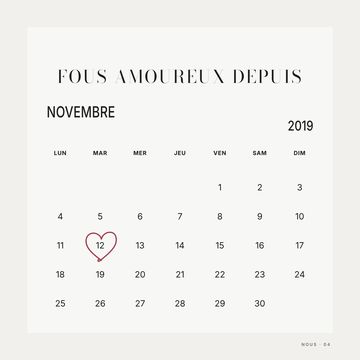 FOUS AMOUREUX DEPUIS
NOVEMBRE
2019
LUN MAR MER JEU VEN SAM DIM
1 2 3
4 5 6 7 8 9 10
11 12 13 14 15 16 17
18 19 20 21 22 23 24
25 26 27 28 29 30
NOUS · 04